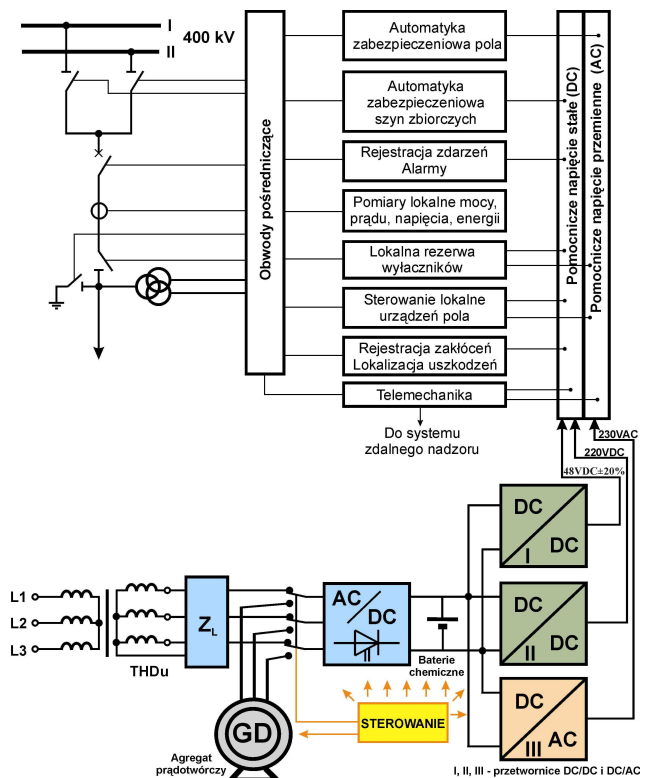 I
II
400 kV
Obwody pośredniczące
Automatyka
zabezpieczeniowa pola
Automatyka
zabezpieczeniowa
szyn zbiorczych
Rejestracja zdarzeń
Alarmy
Pomiary lokalne mocy,
prądu, napięcia, energii
Lokalna rezerwa
wyłaczników
Sterowanie lokalne
urządzeń pola
Rejestracja zakłóceń
Lokalizacja uszkodzeń
Telemechanika
Do systemu
zdalnego nadzoru
Pomocnicze napięcie stałe (DC)
Pomocnicze napięcie przemienne (AC)
230VAC
220VDC
48VDC±20%
DC
I
DC
L1
L2
L3
THDu
ZL
AC
DC
II
Baterie
chemiczne
DC
II
DC
STEROWANIE
GD
Agregat
prądotwórczy
DC
III
AC
I, II, III - przetwornice DC/DC i DC/AC